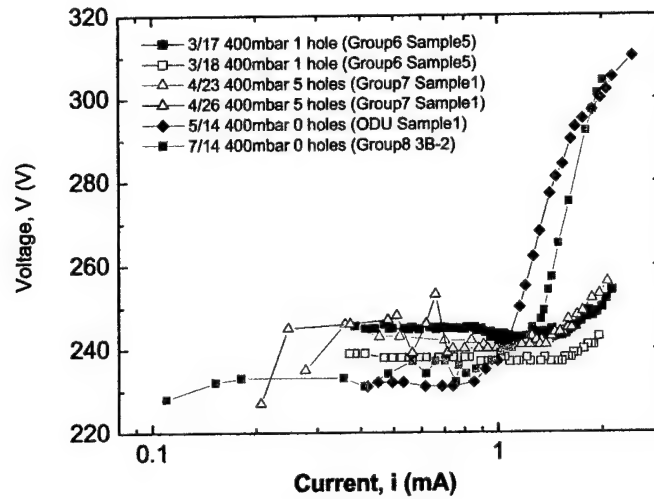 320
300
280
260
240
220
Voltage, V (V)
3/17 400mbar 1 hole (Group6 Sample5)
3/18 400mbar 1 hole (Group6 Sample5)
4/23 400mbar 5 holes (Group7 Sample1)
4/26 400mbar 5 holes (Group7 Sample1)
5/14 400mbar 0 holes (ODU Sample1)
7/14 400mbar 0 holes (Group8 3B-2)
0.1
1
Current, i (mA)